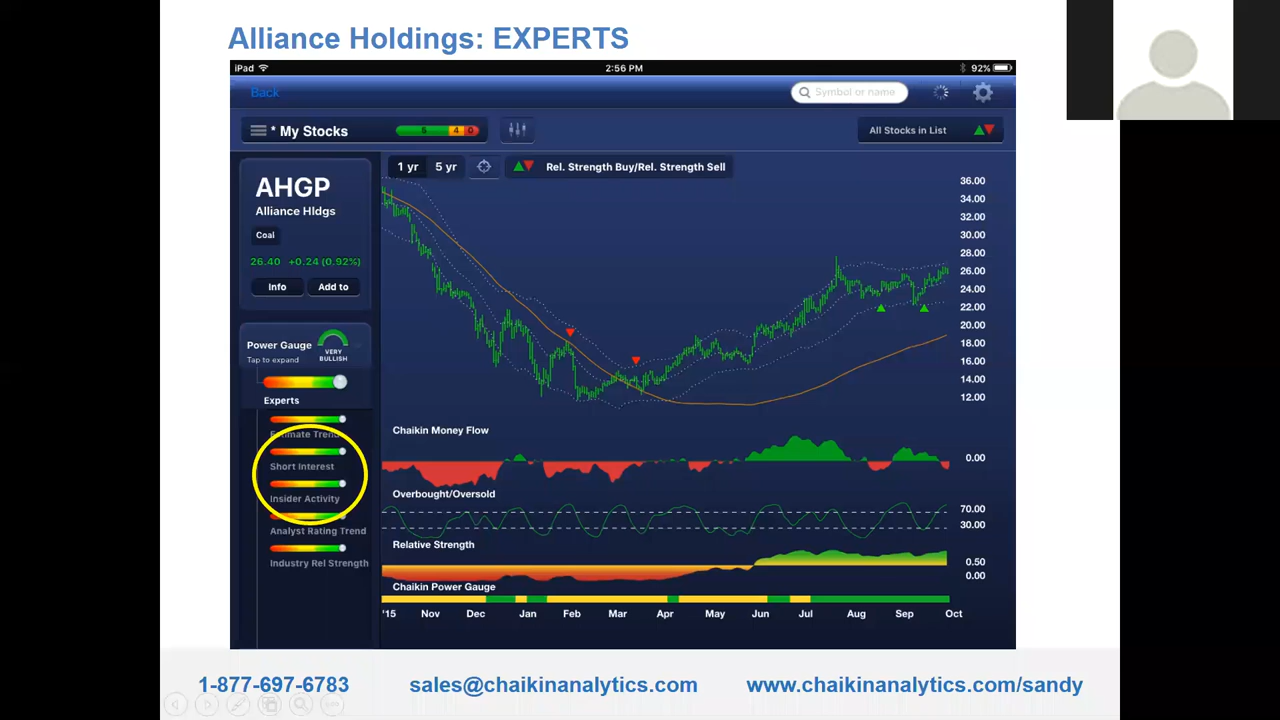 Alliance Holdings: EXPERTS
iPad 2:56 PM 92%
Back Symbol or name
* My Stocks 5 4 0 All Stocks in List
1 yr 5 yr Rel. Strength Buy/Rel. Strength Sell
AHGP
Alliance Hldgs
Coal
26.40 +0.24 (0.92%)
Info Add to
Power Gauge
Tap to expand
VERY
BULLISH
Experts
Estimate Trend
Short Interest
Insider Activity
Analyst Rating Trend
Industry Rel Strength
36.00
34.00
32.00
30.00
28.00
26.00
24.00
22.00
20.00
18.00
16.00
14.00
12.00
Chaikin Money Flow
0.00
Overbought/Oversold
70.00
30.00
Relative Strength
0.50
0.00
Chaikin Power Gauge
'15 Nov Dec Jan Feb Mar Apr May Jun Jul Aug Sep Oct
1-877-697-6783 sales@chaikinanalytics.com www.chaikinanalytics.com/sandy